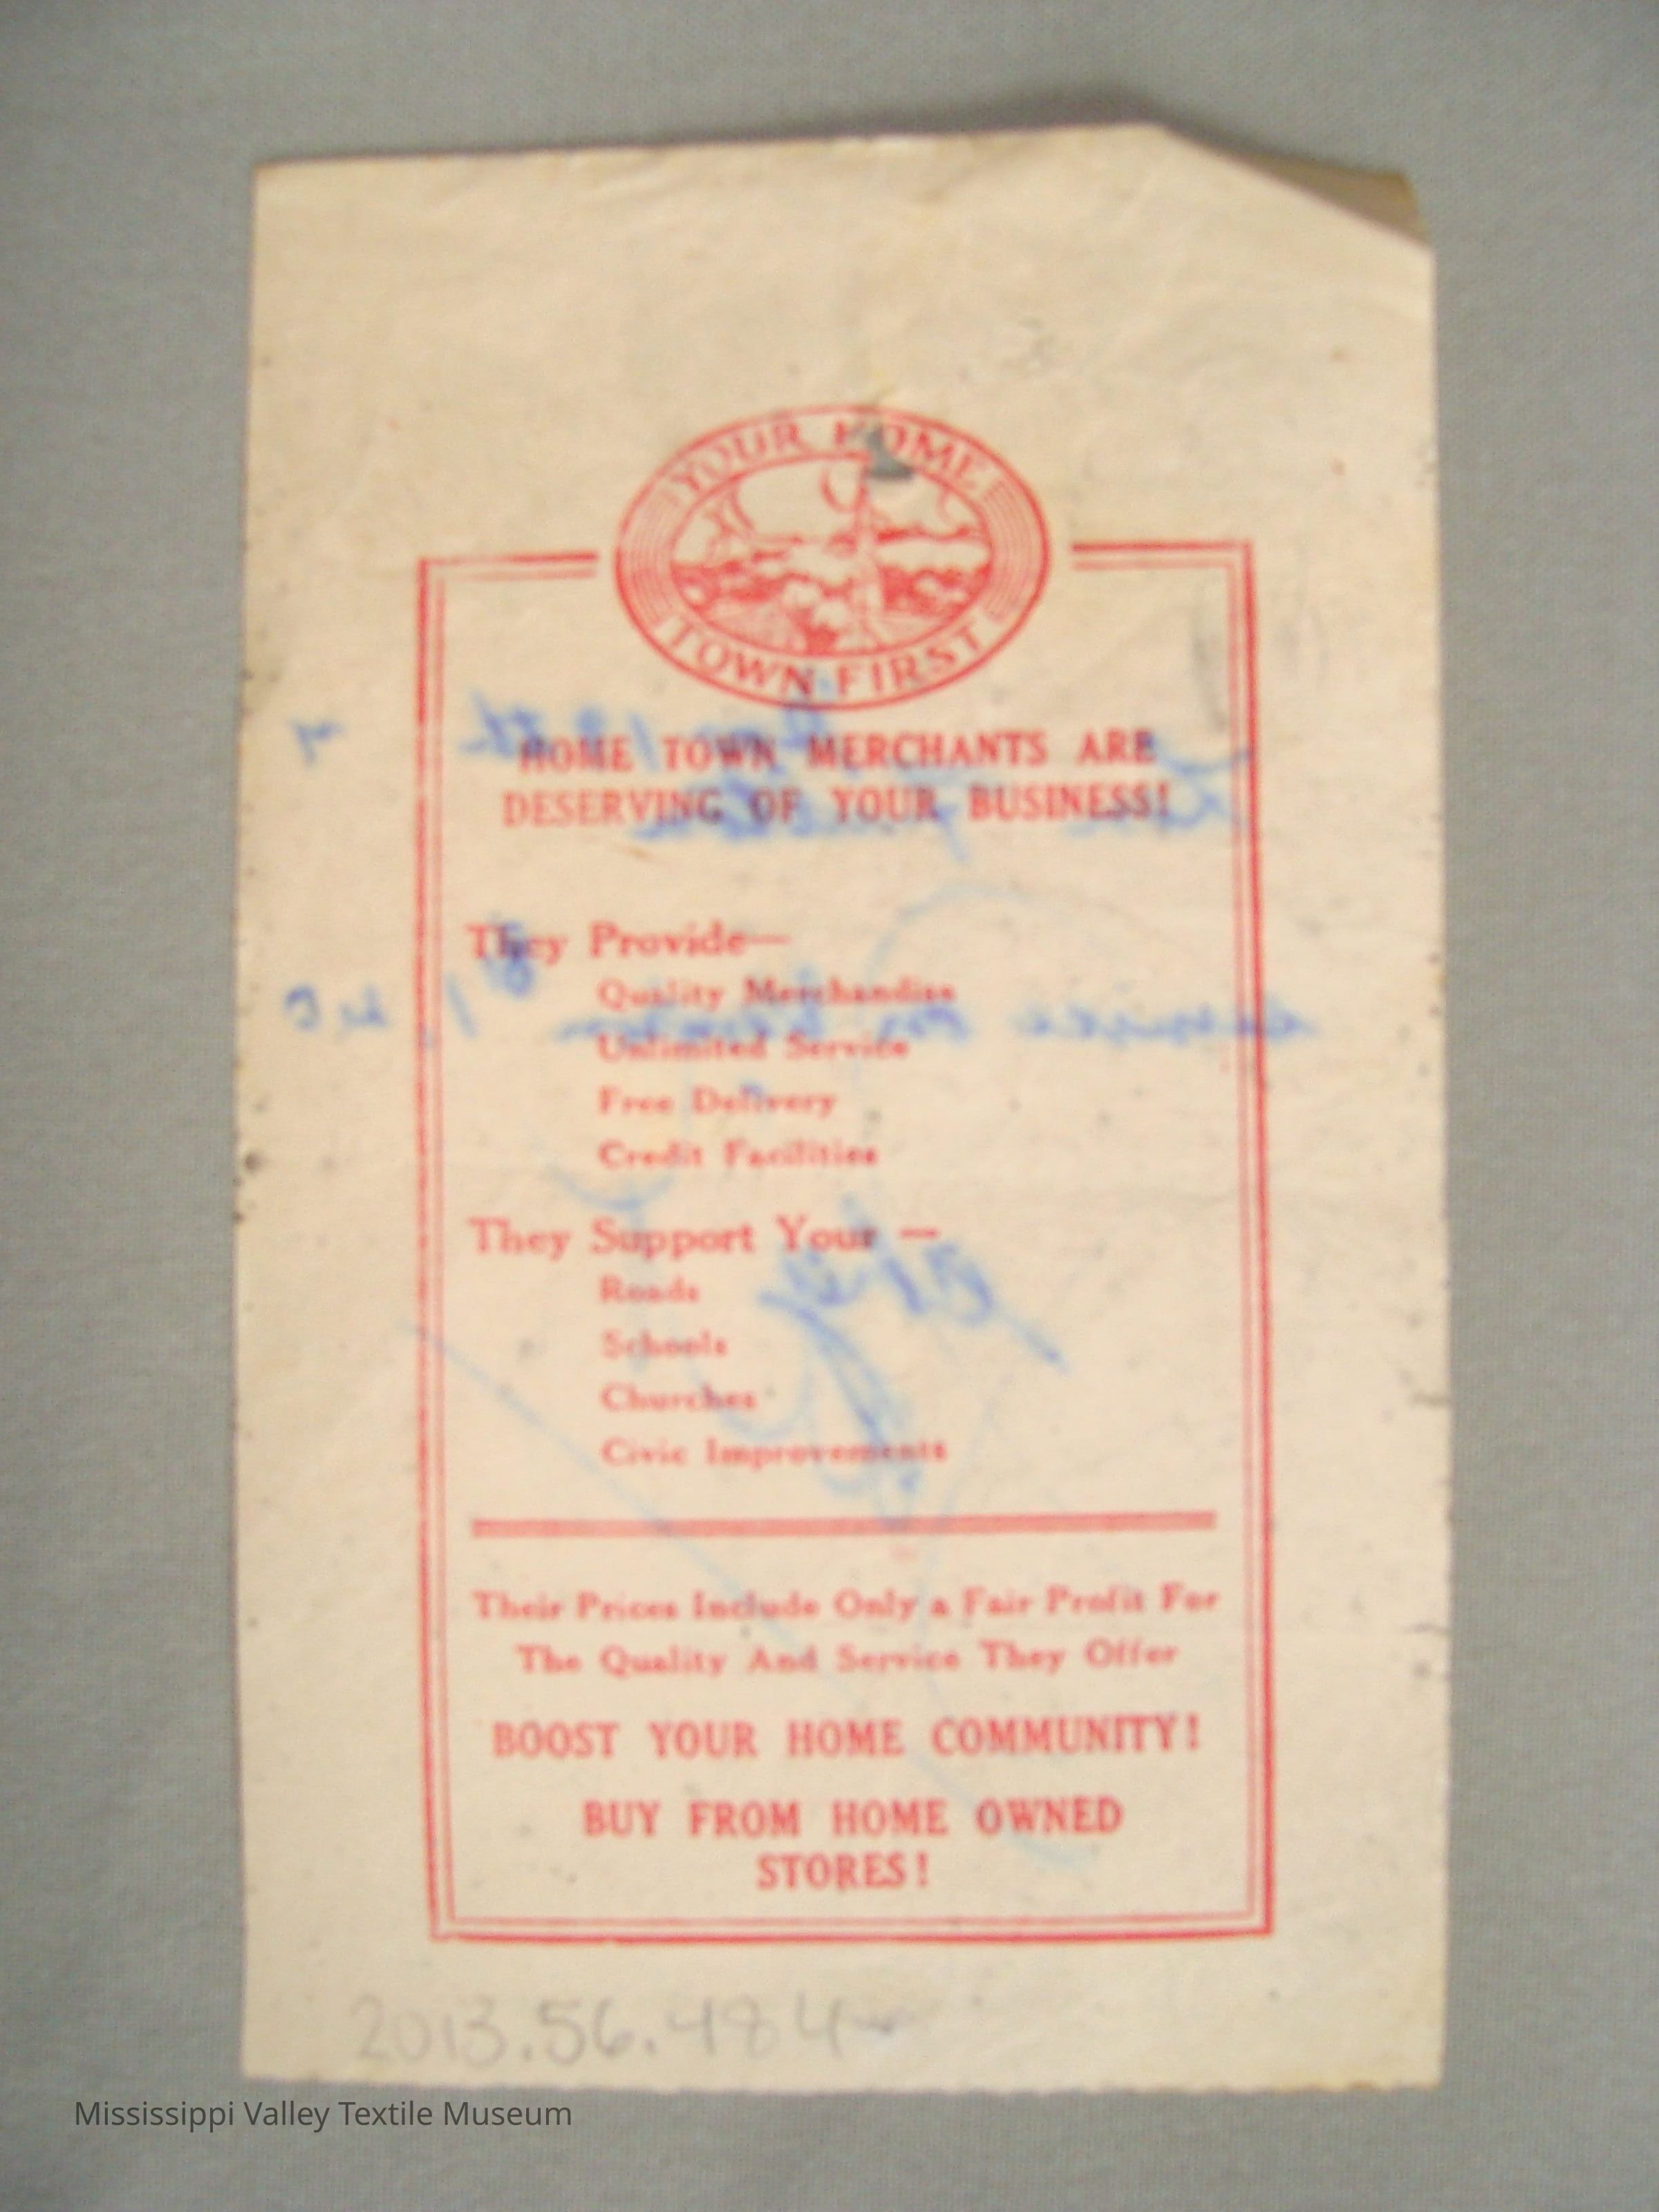 YOUR HOME
TOWN FIRST
HOME TOWN MERCHANTS ARE
DESERVING OF YOUR BUSINESS!
They Provide—
Quality Merchandise
Unlimited Service
Free Delivery
Credit Facilities
They Support Your —
Roads
Schools
Churches
Civic Improvements
Their Prices Include Only a Fair Profit For
The Quality And Service They Offer
BOOST YOUR HOME COMMUNITY!
BUY FROM HOME OWNED
STORES!
2013.56.484
Mississippi Valley Textile Museum